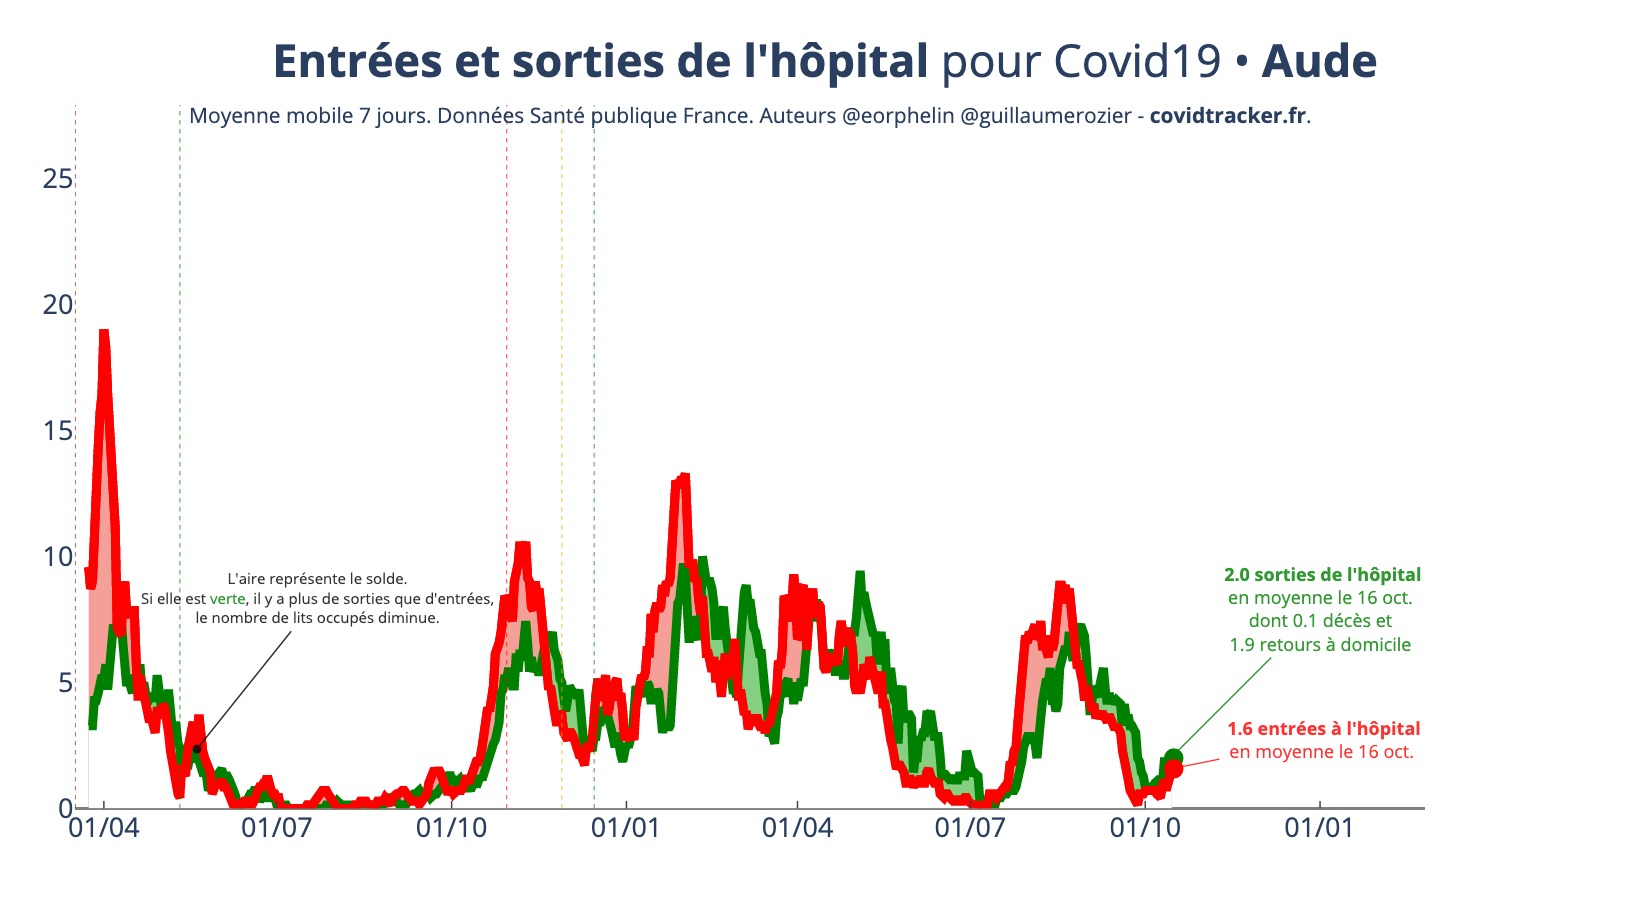 Entrées et sorties de l'hôpital pour Covid19 • Aude
Moyenne mobile 7 jours. Données Santé publique France. Auteurs @eorphelin @guillaumerozier - covidtracker.fr.
25
20
15
10
5
0
L'aire représente le solde.
Si elle est verte, il y a plus de sorties que d'entrées,
le nombre de lits occupés diminue.
2.0 sorties de l'hôpital
en moyenne le 16 oct.
dont 0.1 décès et
1.9 retours à domicile
1.6 entrées à l'hôpital
en moyenne le 16 oct.
01/04 01/07 01/10 01/01 01/04 01/07 01/10 01/01